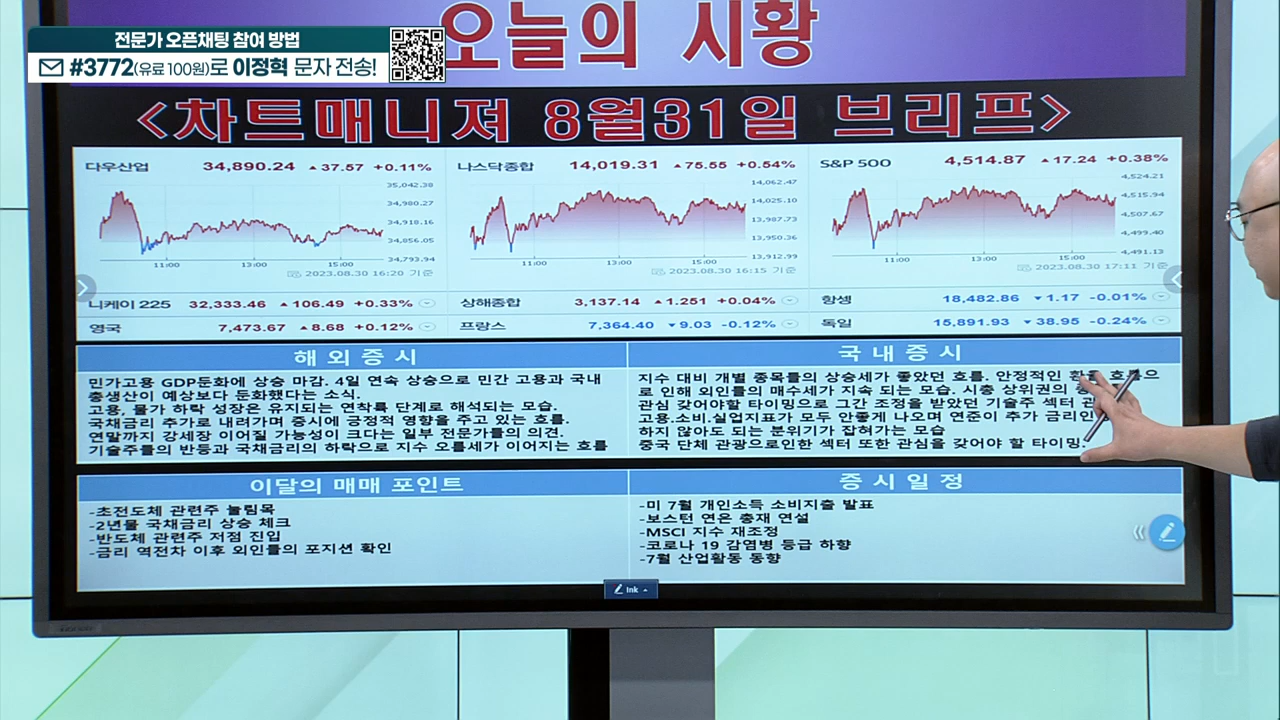 전문가 오픈채팅 참여 방법
#3772(유료 100원)로 이정혁 문자 전송!
오늘의 시황
<차트매니져 8월31일 브리프>
다우산업 34,890.24 ▲37.57 +0.11%
35,042.38
34,980.27
34,918.16
34,856.05
34,793.94
11:00 13:00 15:00
2023.08.30 16:20 기준
나스닥종합 14,019.31 ▲75.55 +0.54%
14,062.47
14,025.10
13,987.73
13,950.36
13,912.99
11:00 13:00 15:00
2023.08.30 16:15 기준
S&P 500 4,514.87 ▲17.24 +0.38%
4,524.21
4,515.94
4,507.67
4,499.40
4,491.13
11:00 13:00 15:00
2023.08.30 17:11 기준
니케이 225 32,333.46 ▲106.49 +0.33%
상해종합 3,137.14 ▲1.251 +0.04%
항셍 18,482.86 ▼1.17 -0.01%
영국 7,473.67 ▲8.68 +0.12%
프랑스 7,364.40 ▼9.03 -0.12%
독일 15,891.93 ▼38.95 -0.24%
해 외 증 시
민가고용 GDP둔화에 상승 마감. 4일 연속 상승으로 민간 고용과 국내
총생산이 예상보다 둔화했다는 소식.
고용, 물가 하락 성장은 유지되는 연착륙 단계로 해석되는 모습.
국채금리 추가로 내려가며 증시에 긍정적 영향을 주고 있는 흐름.
연말까지 강세장 이어질 가능성이 크다는 일부 전문가들의 의견.
기술주들의 반등과 국채금리의 하락으로 지수 오름세가 이어지는 흐름
국 내 증 시
지수 대비 개별 종목들의 상승세가 좋았던 흐름. 안정적인 환율 흐름으
로 인해 외인들의 매수세가 지속 되는 모습. 시총 상위권의
관심 갖어야할 타이밍으로 그간 조정을 받았던 기술주 섹터
고용.소비.실업지표가 모두 안좋게 나오며 연준이 추가 금리인
하지 않아도 되는 분위기가 잡혀가는 모습
중국 단체 관광으로인한 섹터 또한 관심을 갖어야 할 타이밍.
이달의 매매 포인트
-초전도체 관련주 눌림목
-2년물 국채금리 상승 체크
-반도체 관련주 저점 진입
-금리 역전차 이후 외인들의 포지션 확인
증 시 일 정
-미 7월 개인소득 소비지출 발표
-보스턴 연은 총재 연설
-MSCI 지수 재조정
-코로나 19 감염병 등급 하향
-7월 산업활동 동향
Ink